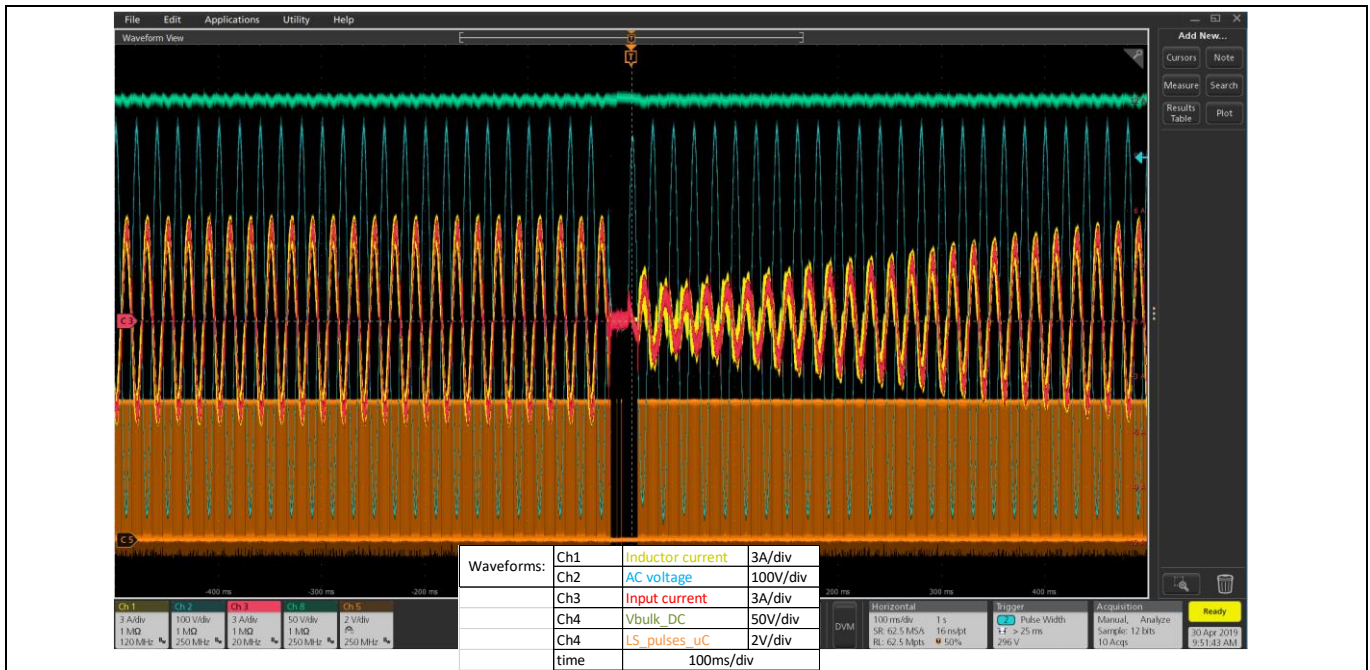 File Edit Applications Utility Help
Waveform View
Add New...
Cursors Note
Measure Search
Results Table Plot
T
C3
C5
-400 ms -300 ms -200 ms 200 ms 300 ms 400 ms
Waveforms: Ch1 Inductor current 3A/div
Ch2 AC voltage 100V/div
Ch3 Input current 3A/div
Ch4 Vbulk_DC 50V/div
Ch4 LS_pulses_uC 2V/div
time 100ms/div
Ch 1
3 A/div
1 MΩ
120 MHz
Ch 2
100 V/div
1 MΩ
250 MHz
Ch 3
3 A/div
1 MΩ
20 MHz
Ch 8
50 V/div
1 MΩ
250 MHz
Ch 5
2 V/div
250 MHz
DVM
Horizontal
100 ms/div 1 s
SR: 62.5 MS/s 16 ns/pt
RL: 62.5 Mpts 50%
Trigger
2 Pulse Width
> 25 ms
296 V
Acquisition
Manual, Analyze
Sample: 12 bits
10 Acqs
Ready
30 Apr 2019
9:51:43 AM